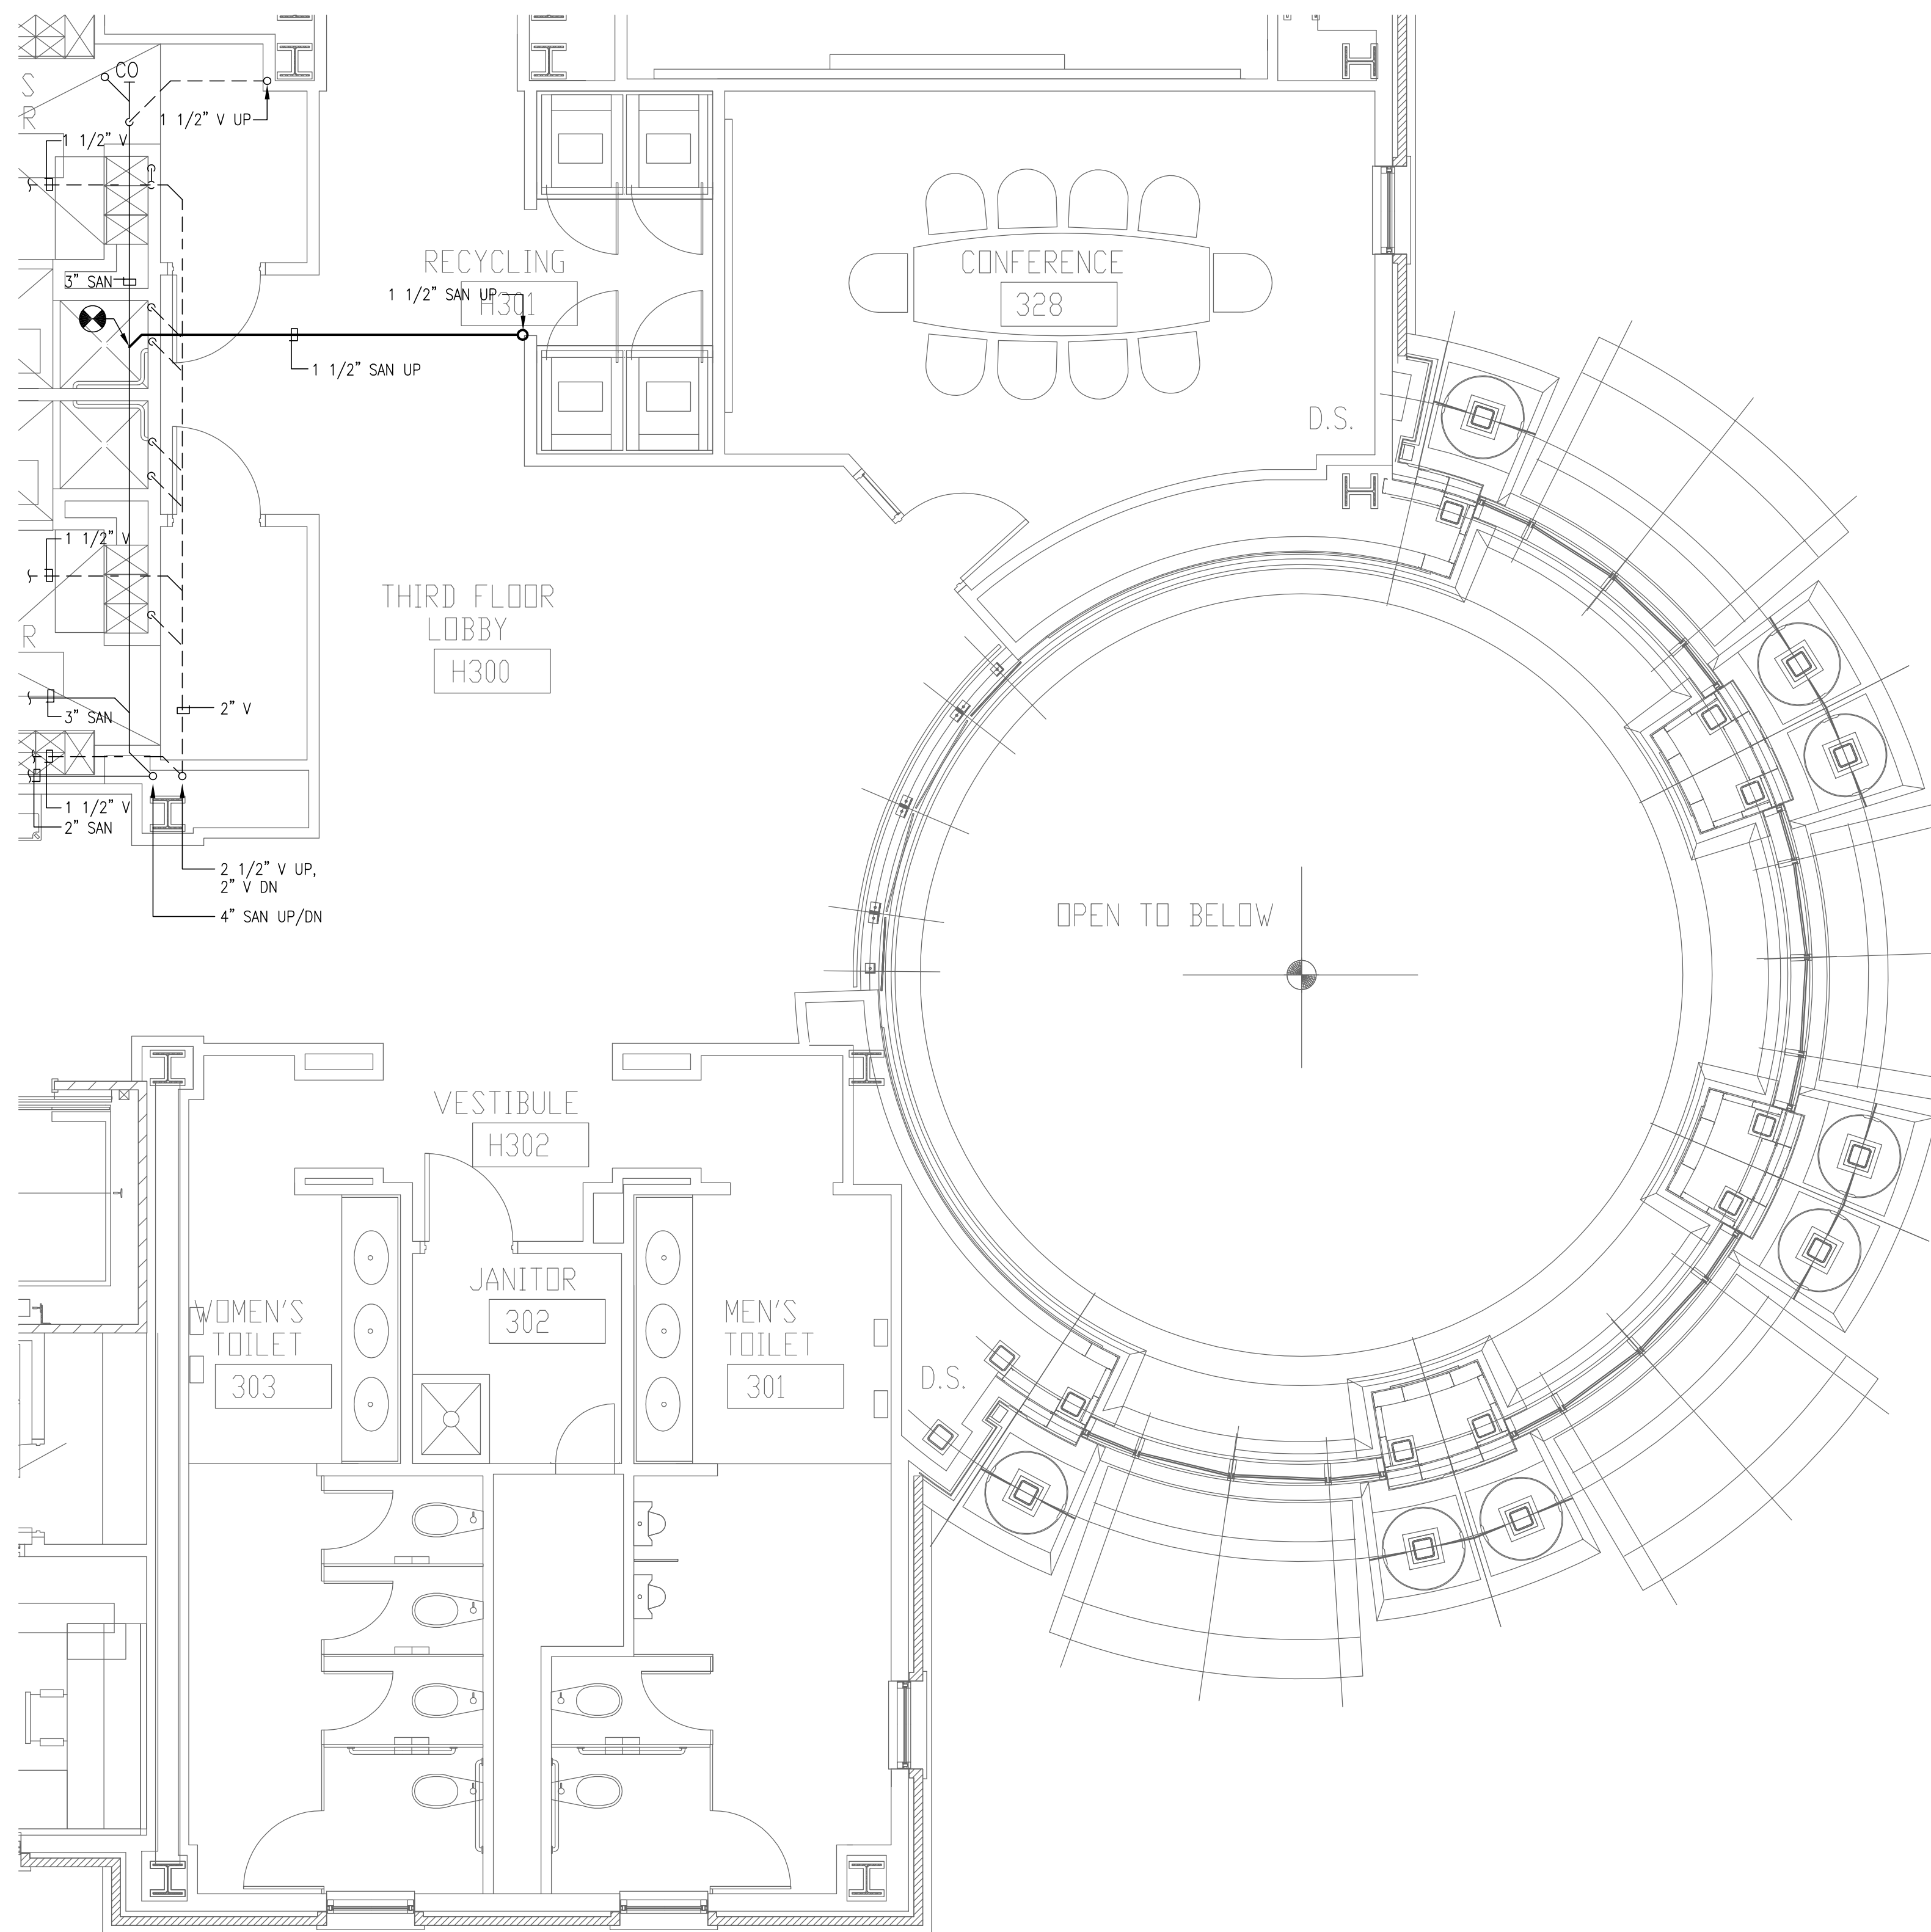 CO
S
R
1 1/2" V UP
1 1/2" V
RECYCLING
H301
1 1/2" SAN UP
3" SAN
1 1/2" SAN UP
CONFERENCE
328
D.S.
1 1/2" V
THIRD FLOOR
LOBBY
H300
R
3" SAN
2" V
1 1/2" V
2" SAN
2 1/2" V UP,
2" V DN
4" SAN UP/DN
OPEN TO BELOW
VESTIBULE
H302
JANITOR
302
WOMEN'S
TOILET
303
MEN'S
TOILET
301
D.S.